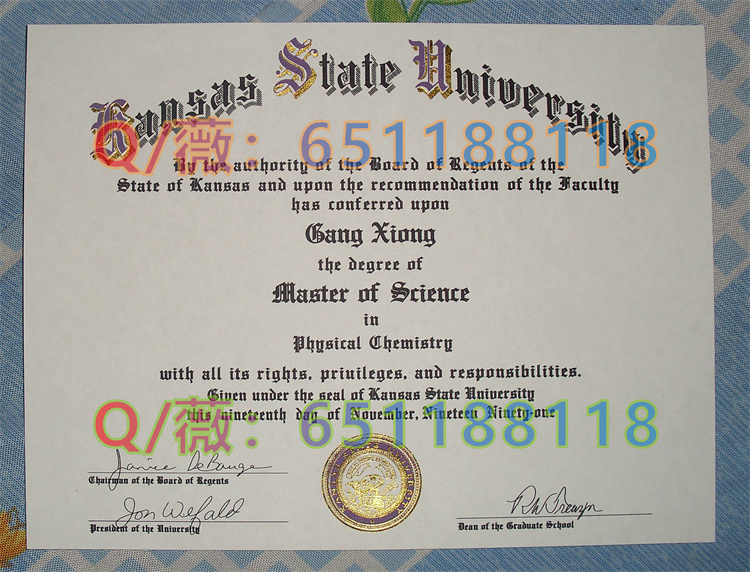 Kansas State University
Q/薇：651188118
By the authority of the Board of Regents of the
State of Kansas and upon the recommendation of the Faculty
has conferred upon
Gang Xiong
the degree of
Master of Science
in
Physical Chemistry
with all its rights, privileges, and responsibilities.
Given under the seal of Kansas State University
this nineteenth day of November, Nineteen Ninety-one
Q/薇：651188118
Janice DeBauge
Chairman of the Board of Regents
Jon Wefald
President of the University
Dean of the Graduate School